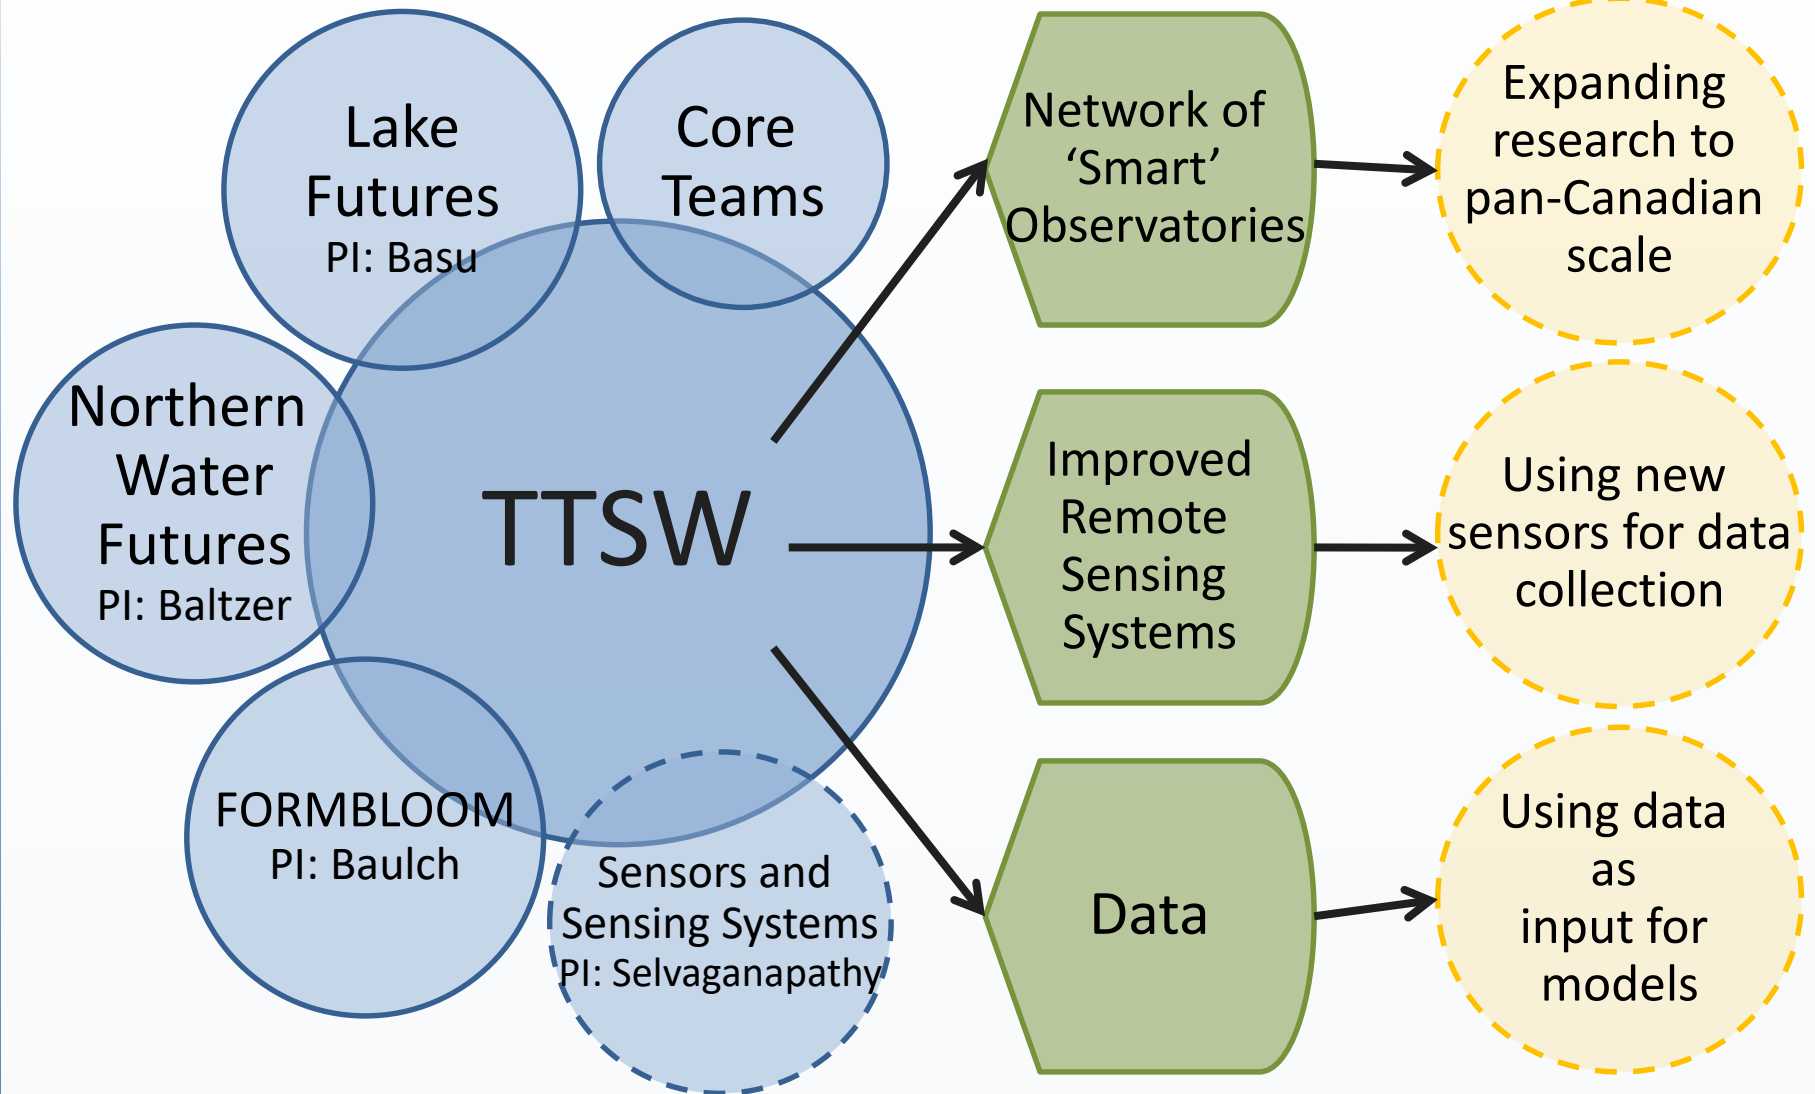 Lake
Futures
PI: Basu
Core
Teams
Northern
Water
Futures
PI: Baltzer
TTSW
FORMBLOOM
PI: Baulch
Sensors and
Sensing Systems
PI: Selvaganapathy
Network of
‘Smart’
Observatories
Improved
Remote
Sensing
Systems
Data
Expanding
research to
pan-Canadian
scale
Using new
sensors for data
collection
Using data
as
input for
models